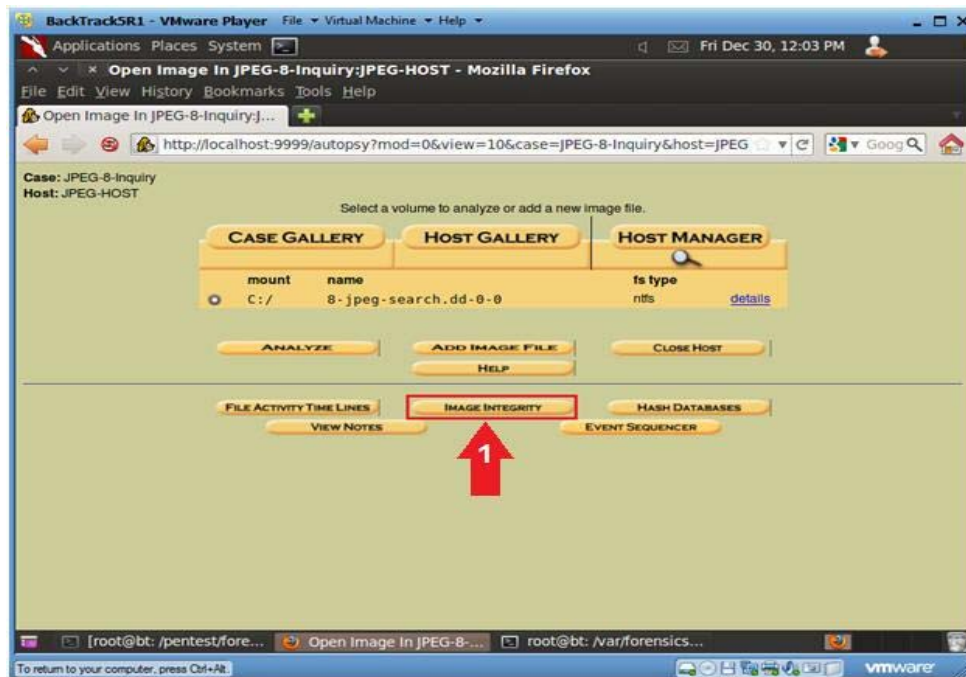 BackTrack5R1 - VMware Player File Virtual Machine Help
Applications Places System Fri Dec 30, 12:03 PM
Open Image In JPEG-8-Inquiry:JPEG-HOST - Mozilla Firefox
File Edit View History Bookmarks Tools Help
Open Image In JPEG-8-Inquiry:J...
http://localhost:9999/autopsy?mod=0&view=10&case=JPEG-8-Inquiry&host=JPEG Goog
Case: JPEG-8-Inquiry
Host: JPEG-HOST
Select a volume to analyze or add a new image file.
CASE GALLERY HOST GALLERY HOST MANAGER
mount name fs type
C:/ 8-jpeg-search.dd-0-0 ntfs details
ANALYZE ADD IMAGE FILE CLOSE HOST
HELP
FILE ACTIVITY TIME LINES IMAGE INTEGRITY HASH DATABASES
VIEW NOTES EVENT SEQUENCER
1
[root@bt: /pentest/fore... Open Image In JPEG-8-... root@bt: /var/forensics...
To return to your computer, press Ctrl+Alt. vmware